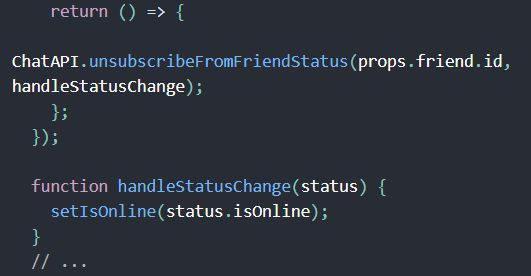 return () => {
ChatAPI.unsubscribeFromFriendStatus(props.friend.id,
handleStatusChange);
};
});
function handleStatusChange(status) {
setIsOnline(status.isOnline);
}
// ...